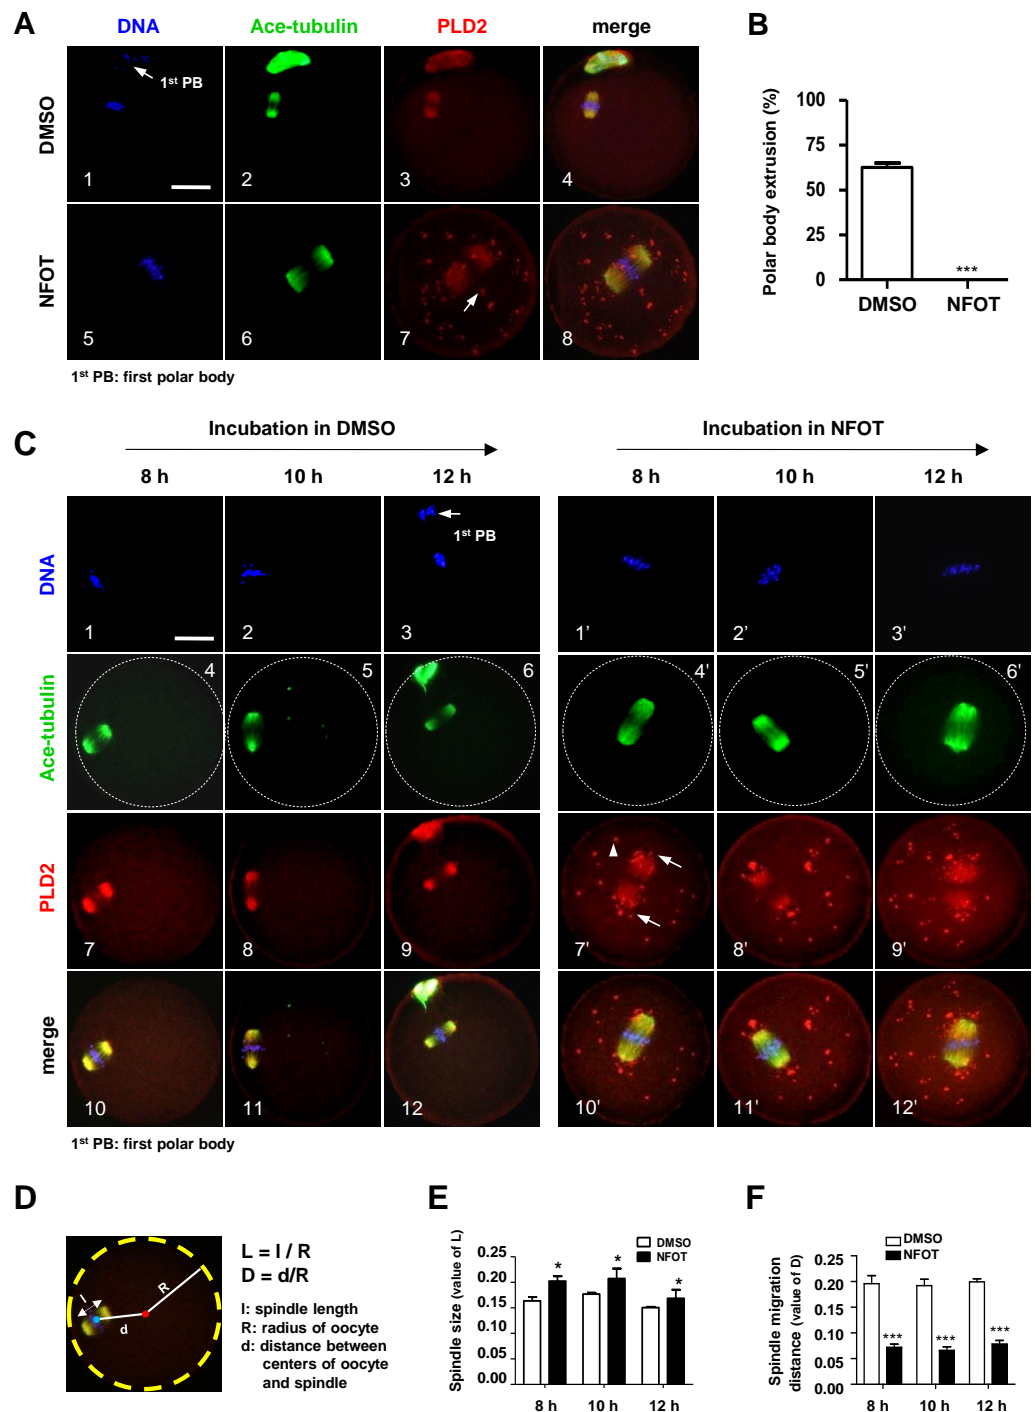 A
DNA
Ace-tubulin
PLD2
merge
DMSO
1st PB
1
2
3
4
NFOT
5
6
7
8
1st PB: first polar body
B
Polar body extrusion (%)
100
75
50
25
0
***
DMSO
NFOT
C
Incubation in DMSO
Incubation in NFOT
8 h
10 h
12 h
8 h
10 h
12 h
DNA
1st PB
1
2
3
1'
2'
3'
Ace-tubulin
4
5
6
4'
5'
6'
PLD2
7
8
9
7'
8'
9'
merge
10
11
12
10'
11'
12'
1st PB: first polar body
D
l
R
d
L = l / R
D = d/R
l: spindle length
R: radius of oocyte
d: distance between
centers of oocyte
and spindle
E
DMSO
NFOT
Spindle size (value of L)
0.25
0.20
0.15
0.10
0.05
0.00
*
*
*
8 h
10 h
12 h
F
DMSO
NFOT
Spindle migration
distance (value of D)
0.25
0.20
0.15
0.10
0.05
0.00
***
***
***
8 h
10 h
12 h